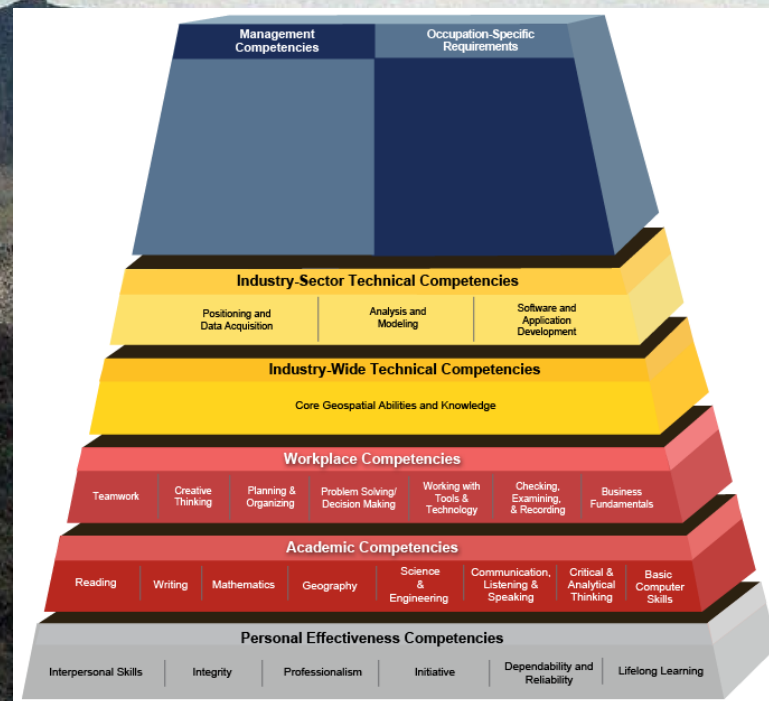 Management
Competencies
Occupation-Specific
Requirements
Industry-Sector Technical Competencies
Positioning and
Data Acquisition
Analysis and
Modeling
Software and
Application
Development
Industry-Wide Technical Competencies
Core Geospatial Abilities and Knowledge
Workplace Competencies
Teamwork
Creative
Thinking
Planning &
Organizing
Problem Solving/
Decision Making
Working with
Tools &
Technology
Checking,
Examining,
& Recording
Business
Fundamentals
Academic Competencies
Reading
Writing
Mathematics
Geography
Science
&
Engineering
Communication,
Listening &
Speaking
Critical &
Analytical
Thinking
Basic
Computer
Skills
Personal Effectiveness Competencies
Interpersonal Skills
Integrity
Professionalism
Initiative
Dependability and
Reliability
Lifelong Learning